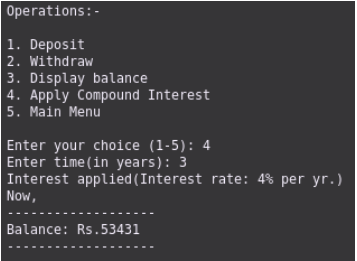 Operations:-
1. Deposit
2. Withdraw
3. Display balance
4. Apply Compound Interest
5. Main Menu
Enter your choice (1-5): 4
Enter time(in years): 3
Interest applied(Interest rate: 4% per yr.)
Now,
-------------------
Balance: Rs.53431
-------------------